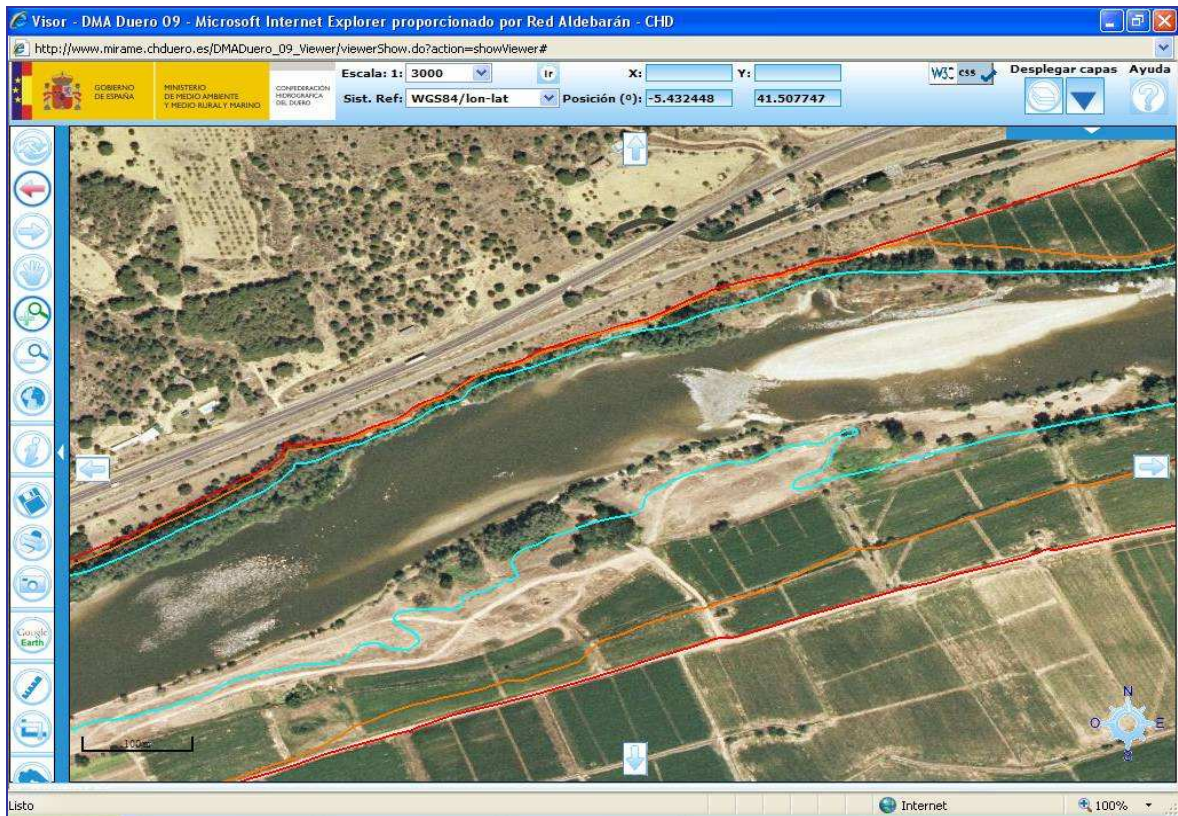 Visor - DMA Duero 09 - Microsoft Internet Explorer proporcionado por Red Aldebarán - CHD
http://www.mirame.chduero.es/DMADuero_09_Viewer/viewerShow.do?action=showViewer#
GOBIERNO DE ESPAÑA
MINISTERIO DE MEDIO AMBIENTE Y MEDIO RURAL Y MARINO
CONFEDERACIÓN HIDROGRÁFICA DEL DUERO
Escala: 1: 3000 Ir X: Y:
Sist. Ref: WGS84/lon-lat Posición (º): -5.432448 41.507747
W3C css
Desplegar capas Ayuda
Google Earth
100m
N
O E
S
Listo Internet 100%